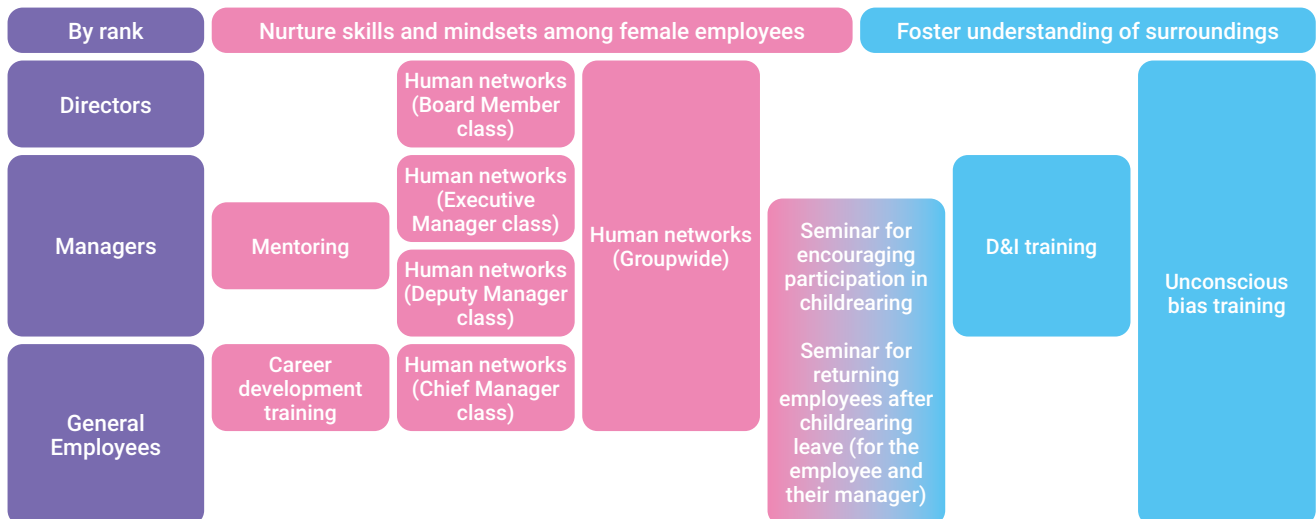 By rank
Nurture skills and mindsets among female employees
Foster understanding of surroundings
Directors
Human networks
(Board Member
class)
Managers
Mentoring
Human networks
(Executive
Manager class)
Human networks
(Deputy Manager
class)
General
Employees
Career
development
training
Human networks
(Chief Manager
class)
Human networks
(Groupwide)
Seminar for
encouraging
participation in
childrearing
Seminar for
returning
employees after
childrearing
leave (for the
employee and
their manager)
D&I training
Unconscious
bias training